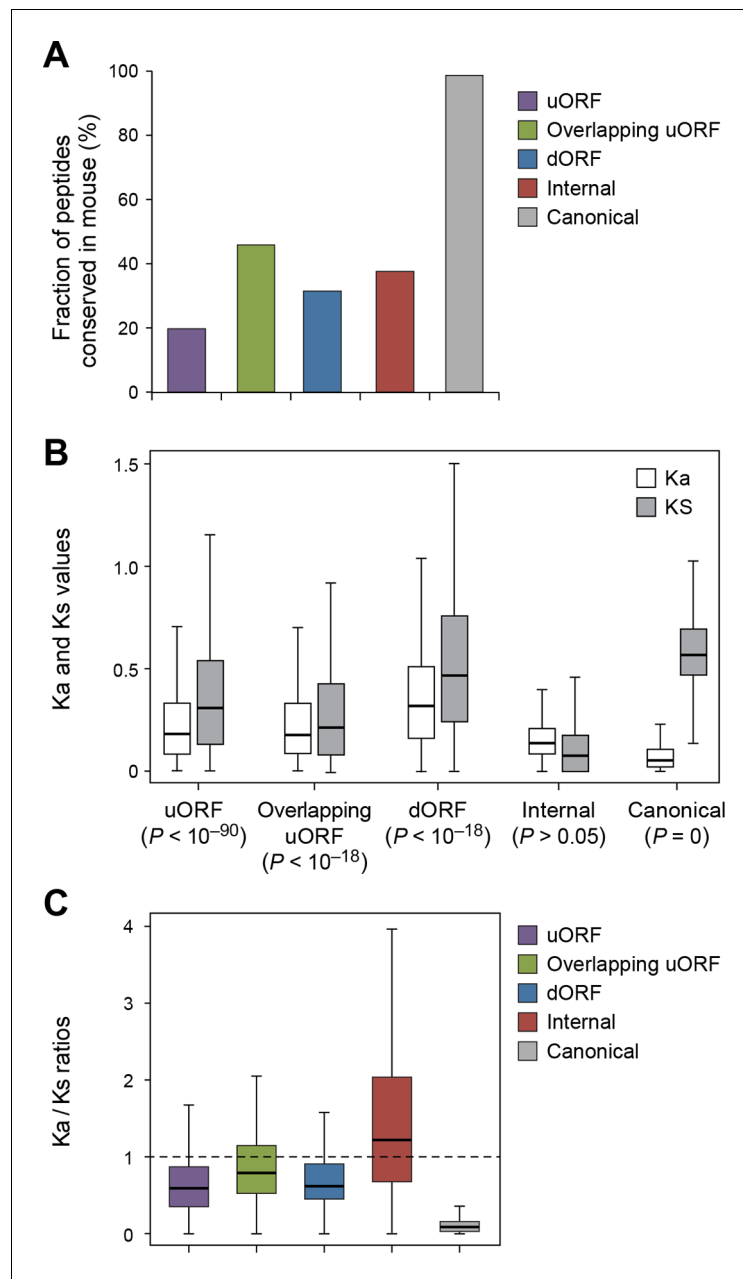 A
Fraction of peptides
conserved in mouse (%)
100
80
60
40
20
0
uORF
Overlapping uORF
dORF
Internal
Canonical
B
Ka and Ks values
1.5
1.0
0.5
0
Ka
KS
uORF
(P < 10–90)
Overlapping
uORF
(P < 10–18)
dORF
(P < 10–18)
Internal
(P > 0.05)
Canonical
(P = 0)
C
Ka / Ks ratios
4
3
2
1
0
uORF
Overlapping uORF
dORF
Internal
Canonical